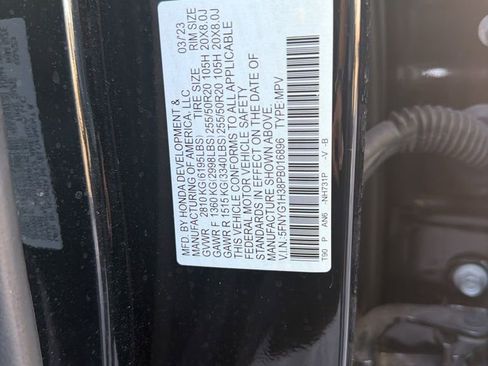 MFD. BY HONDA DEVELOPMENT & 03/23
MANUFACTURING OF AMERICA, LLC. TIRE SIZE RIM SIZE
GVWR 2810 KG(6195LBS)
GAWR F 1360 KG(2998LBS) 255/50R20 105H 20X8.0J
GAWR R 1515 KG(3340LBS) 255/50R20 105H 20X8.0J
THIS VEHICLE CONFORMS TO ALL APPLICABLE
FEDERAL MOTOR VEHICLE SAFETY
STANDARDS IN EFFECT ON THE DATE OF
MANUFACTURE SHOWN ABOVE.
V.I.N.:5FNYG1H38PB016896 TYPE:MPV
T90 P AN6 -NH731P -V -B